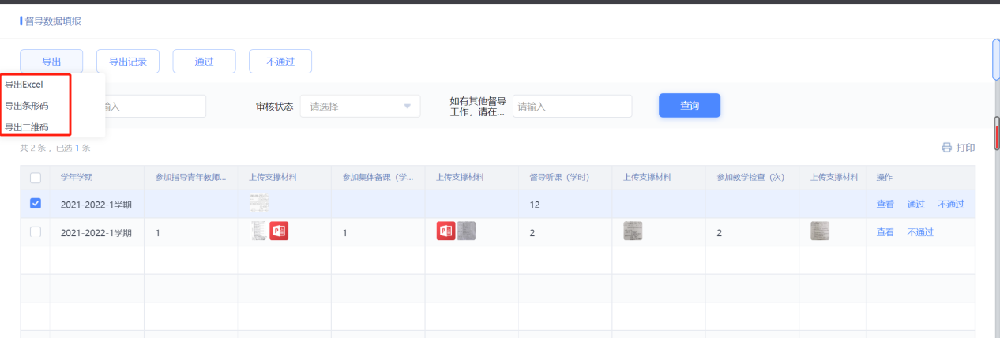 督导数据填报
导出 导出记录 通过 不通过
导出Excel
导出条形码
导出二维码
输入 审核状态 请选择 如有其他督导
工作，请在... 请输入 查询
共 2 条，已选 1 条 打印
学年学期 参加指导青年教师... 上传支撑材料 参加集体备课（学... 上传支撑材料 督导听课（学时） 上传支撑材料 参加教学检查（次） 上传支撑材料 操作
2021-2022-1学期 12 查看 通过 不通过
2021-2022-1学期 1 1 2 2 查看 不通过